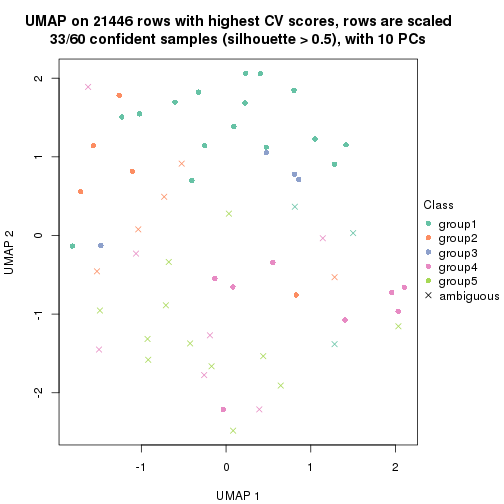 UMAP on 21446 rows with highest CV scores, rows are scaled
33/60 confident samples (silhouette > 0.5), with 10 PCs
2
1
0
-1
-2
UMAP 2
-1
0
1
2
UMAP 1
Class
group1
group2
group3
group4
group5
ambiguous